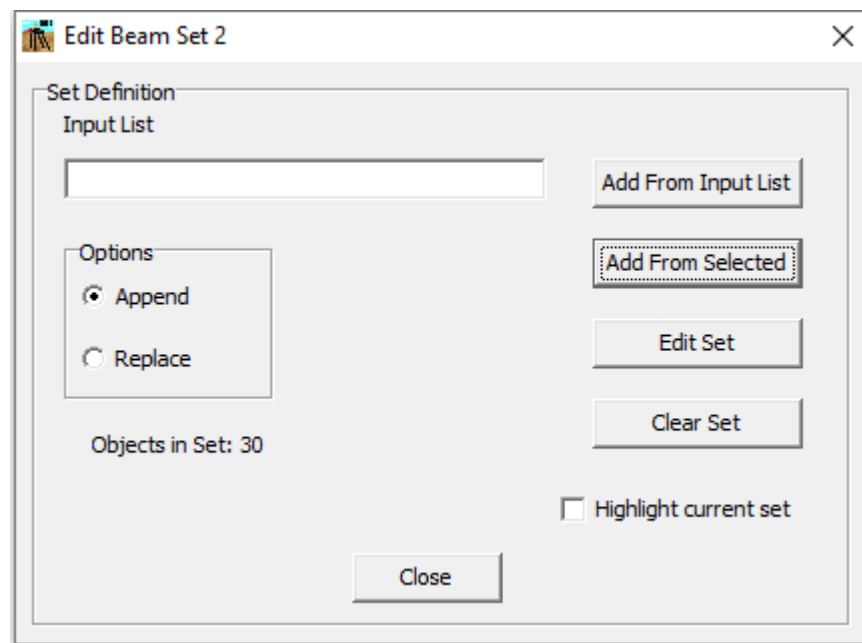 Edit Beam Set 2
Set Definition
Input List
Add From Input List
Options
Add From Selected
Append
Edit Set
Replace
Clear Set
Objects in Set: 30
Highlight current set
Close